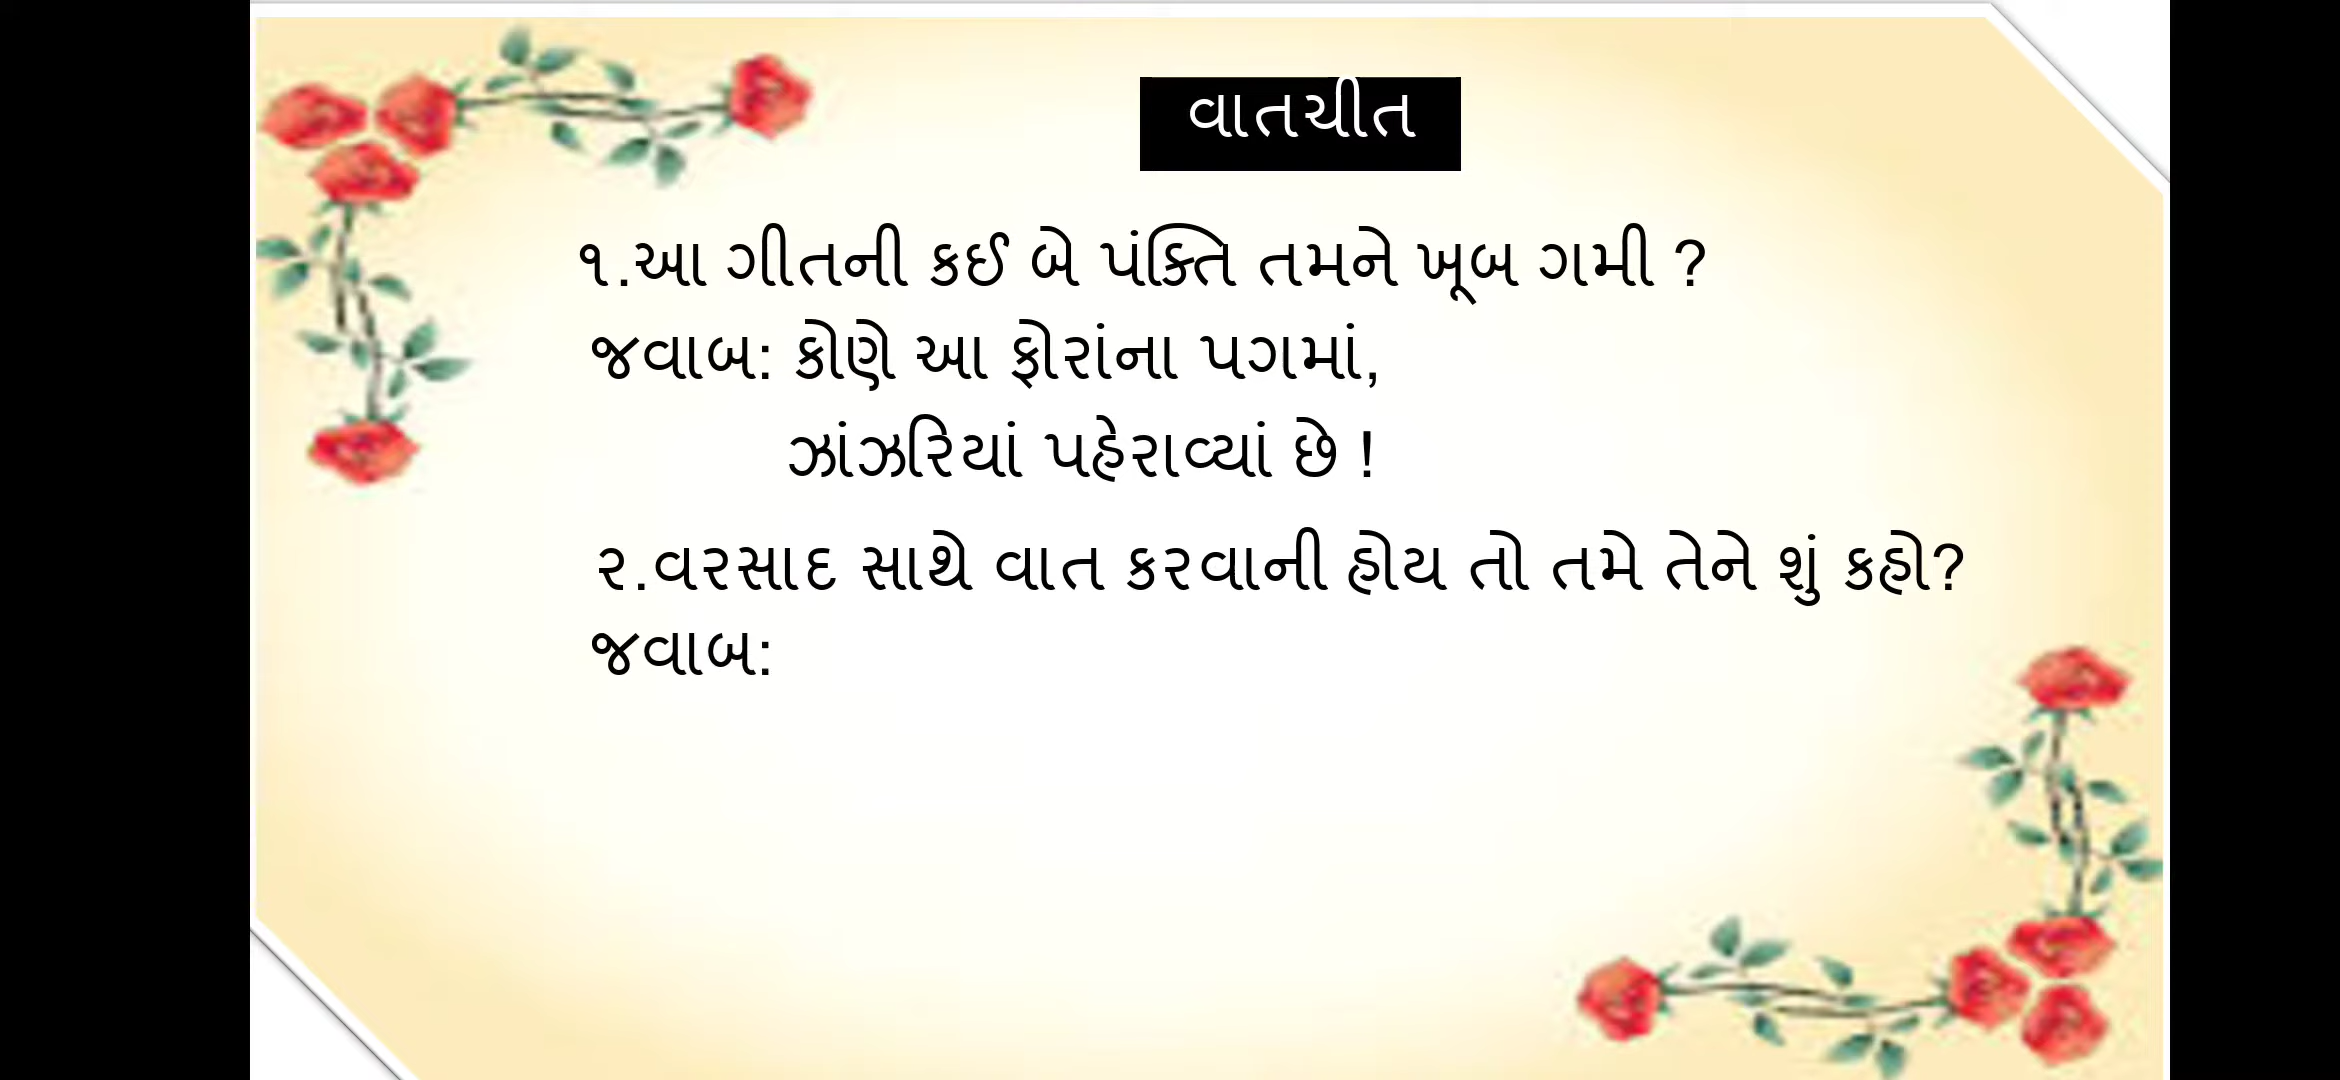 વાતચીત
૧.આ ગીતની કઈ બે પંક્તિ તમને ખૂબ ગમી ?
જવાબ: કોણે આ ફોરાંના પગમાં,
ઝાંઝરિયાં પહેરાવ્યાં છે !
૨.વરસાદ સાથે વાત કરવાની હોય તો તમે તેને શું કહો?
જવાબ: